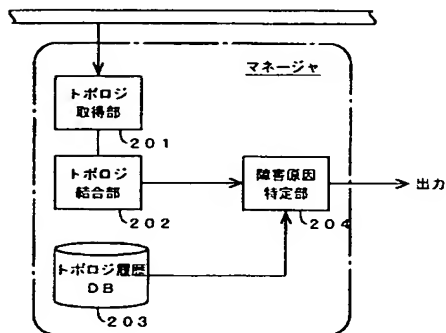 マネージャ
トポロジ
取得部
201
トポロジ
結合部
202
障害原因
特定部
204
出力
トポロジ履歴
DB
203